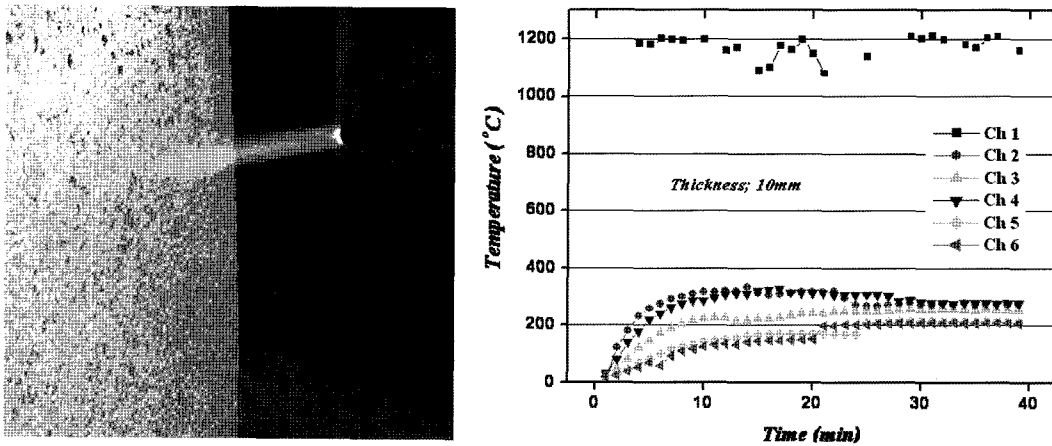 1200
1000
800
600
400
200
0
Temperature (°C)
Thickness; 10mm
Ch 1
Ch 2
Ch 3
Ch 4
Ch 5
Ch 6
0
10
20
30
40
Time (min)